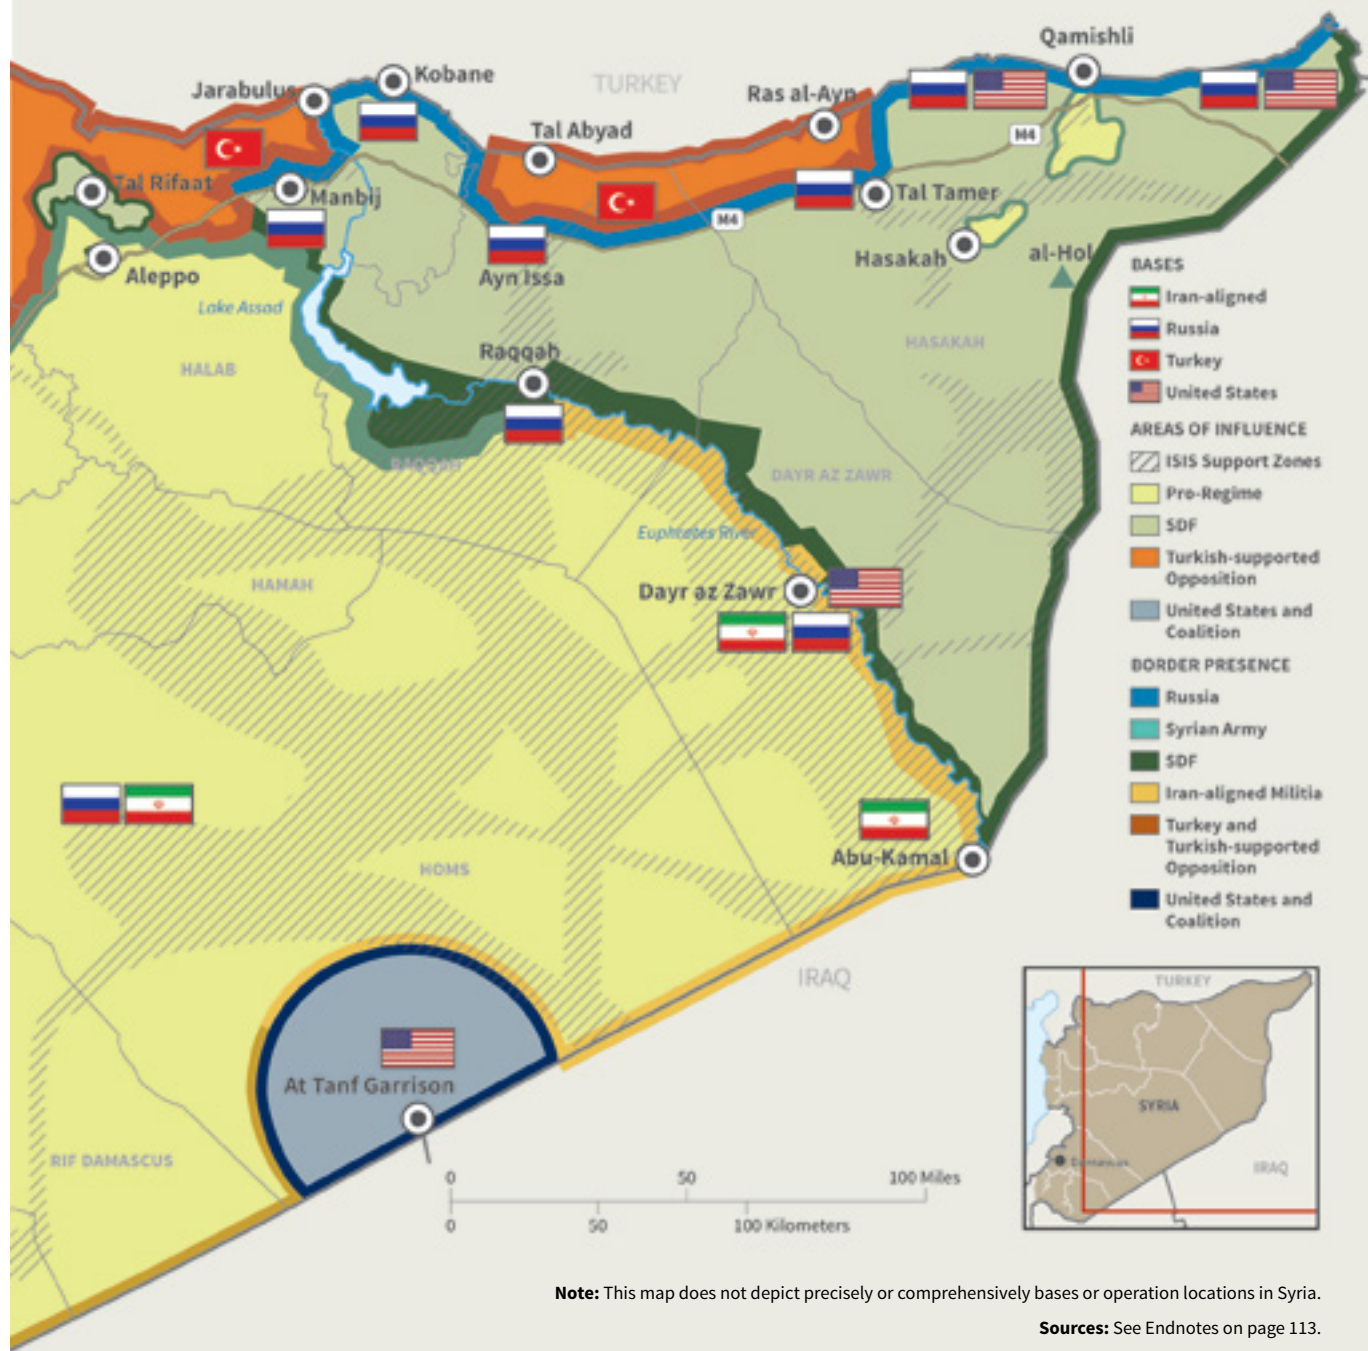 Qamishli
Kobane
TURKEY
Jarabulus
Ras al-Ayn
Tal Abyad
M4
Tal Rifaat
Manbij
Tal Tamer
M4
Hasakah
al-Hol
Aleppo
Ayn Issa
Lake Assad
HASAKAH
Raqqah
HALAB
RAQQAH
DAYR AZ ZAWR
Euphrates River
HAMAH
Dayr az Zawr
Abu-Kamal
HOMS
IRAQ
At Tanf Garrison
RIF DAMASCUS
BASES
Iran-aligned
Russia
Turkey
United States
AREAS OF INFLUENCE
ISIS Support Zones
Pro-Regime
SDF
Turkish-supported
Opposition
United States and
Coalition
BORDER PRESENCE
Russia
Syrian Army
SDF
Iran-aligned Militia
Turkey and
Turkish-supported
Opposition
United States and
Coalition
TURKEY
SYRIA
Damascus
IRAQ
0 50 100 Miles
0 50 100 Kilometers
Note: This map does not depict precisely or comprehensively bases or operation locations in Syria.
Sources: See Endnotes on page 113.